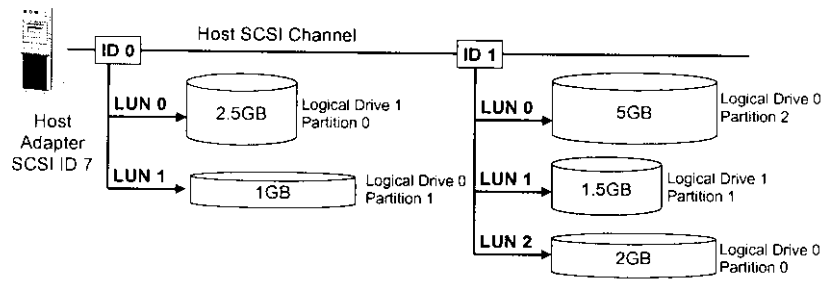 Host SCSI Channel
ID 0
ID 1
Host
Adapter
SCSI ID 7
LUN 0
2.5GB
Logical Drive 1
Partition 0
LUN 1
1GB
Logical Drive 0
Partition 1
LUN 0
5GB
Logical Drive 0
Partition 2
LUN 1
1.5GB
Logical Drive 1
Partition 1
LUN 2
2GB
Logical Drive 0
Partition 0